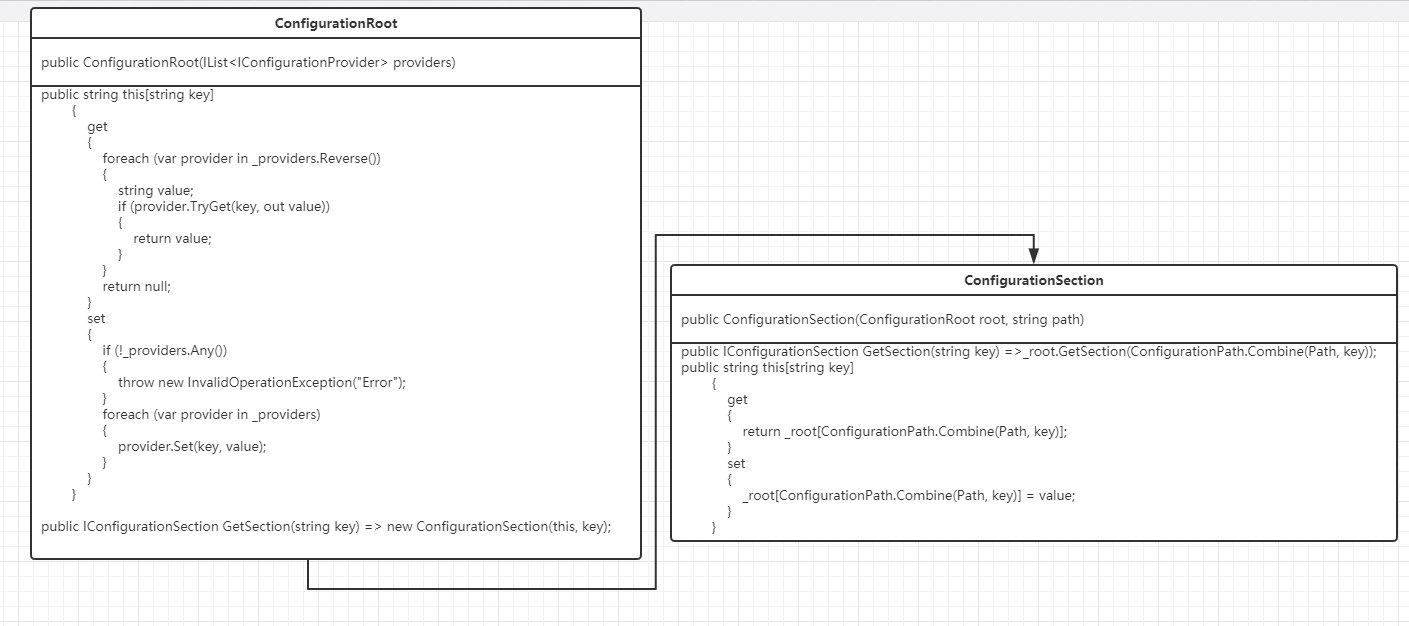 ConfigurationRoot
public ConfigurationRoot(IList<IConfigurationProvider> providers)
public string this[string key]
{
get
{
foreach (var provider in _providers.Reverse())
{
string value;
if (provider.TryGet(key, out value))
{
return value;
}
}
return null;
}
set
{
if (!_providers.Any())
{
throw new InvalidOperationException("Error");
}
foreach (var provider in _providers)
{
provider.Set(key, value);
}
}
}
public IConfigurationSection GetSection(string key) => new ConfigurationSection(this, key);
ConfigurationSection
public ConfigurationSection(ConfigurationRoot root, string path)
public IConfigurationSection GetSection(string key) =>_root.GetSection(ConfigurationPath.Combine(Path, key));
public string this[string key]
{
get
{
return _root[ConfigurationPath.Combine(Path, key)];
}
set
{
_root[ConfigurationPath.Combine(Path, key)] = value;
}
}